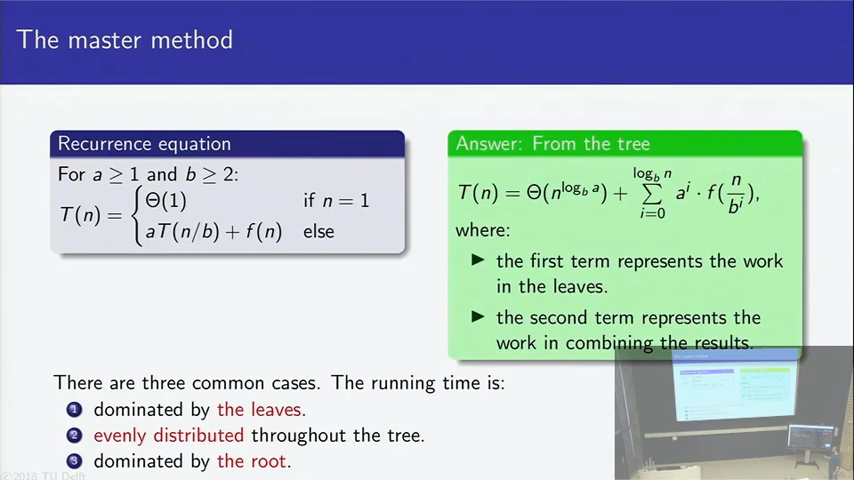 The master method
Recurrence equation
For a ≥ 1 and b ≥ 2:
T(n) = { Θ(1) if n = 1
aT(n/b) + f(n) else
Answer: From the tree
T(n) = Θ(n^{log_b a}) + ∑_{i=0}^{log_b n} a^i · f(n/b^i),
where:
▶ the first term represents the work
in the leaves.
▶ the second term represents the
work in combining the results.
There are three common cases. The running time is:
1 dominated by the leaves.
2 evenly distributed throughout the tree.
3 dominated by the root.
©2018 TU Delft